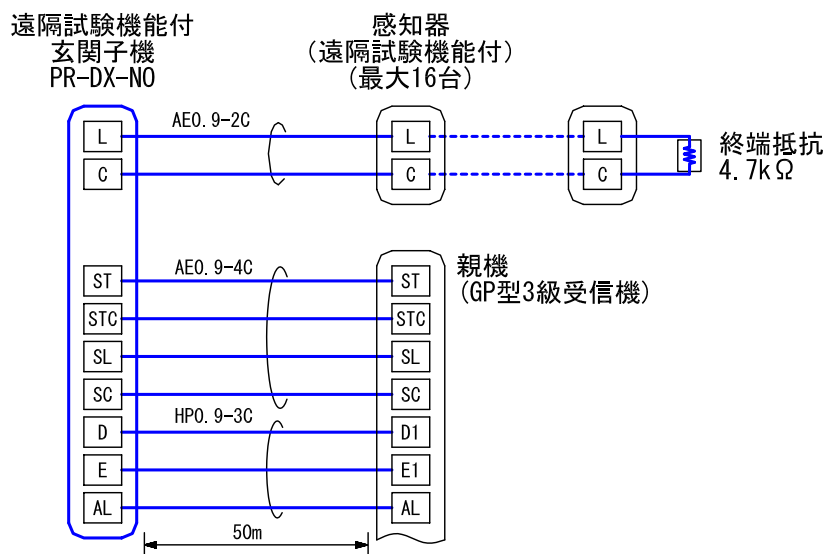 遠隔試験機能付
玄関子機
PR-DX-NO
感知器
(遠隔試験機能付)
(最大16台)
AE0.9-2C
L
L
L
C
C
C
終端抵抗
4.7kΩ
親機
(GP型3級受信機)
AE0.9-4C
ST
ST
STC
STC
SL
SL
SC
SC
HP0.9-3C
D
D1
E
E1
AL
AL
50m